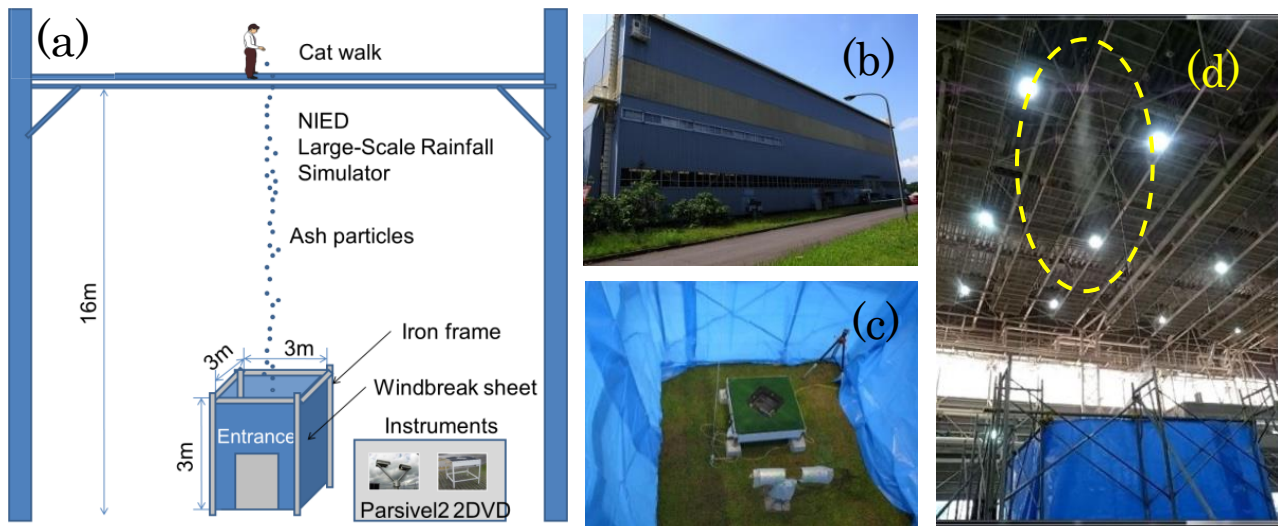 (a)
Cat walk
NIED
Large-Scale Rainfall
Simulator
Ash particles
16m
Iron frame
3m
3m
Windbreak sheet
Entrance
3m
Instruments
Parsivel2 2DVD
(b)
(c)
(d)